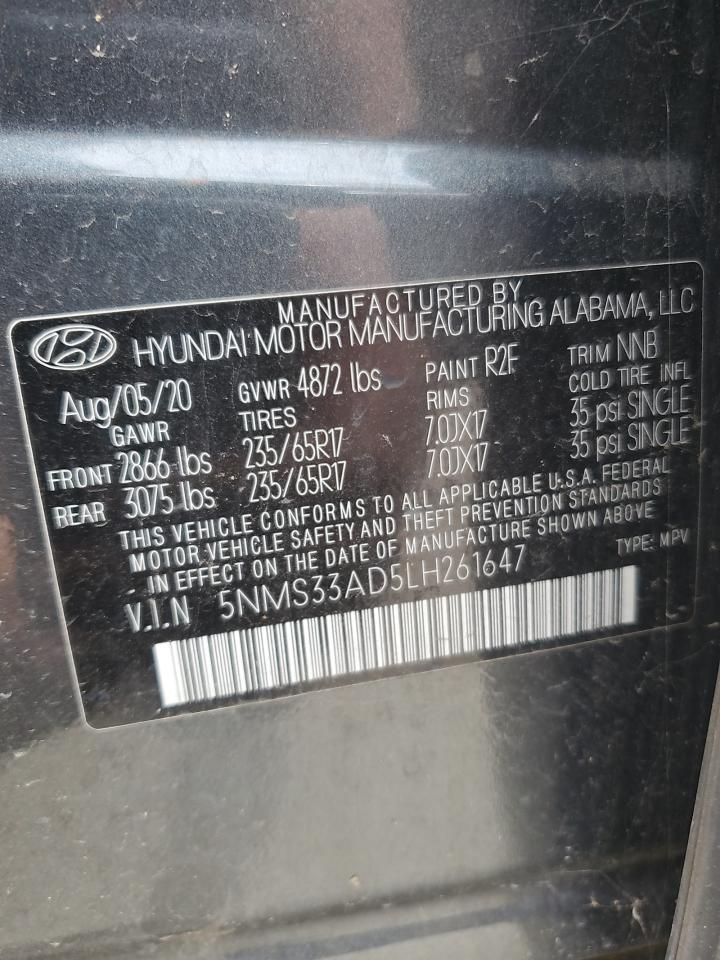 MANUFACTURED BY
HYUNDAI MOTOR MANUFACTURING ALABAMA, LLC
Aug/05/20 GVWR 4872 lbs PAINT R2F TRIM NNB
GAWR TIRES RIMS COLD TIRE INFL
FRONT 2866 lbs 235/65R17 7.0JX17 35 psi SINGLE
REAR 3075 lbs 235/65R17 7.0JX17 35 psi SINGLE
THIS VEHICLE CONFORMS TO ALL APPLICABLE U.S.A. FEDERAL
MOTOR VEHICLE SAFETY AND THEFT PREVENTION STANDARDS
IN EFFECT ON THE DATE OF MANUFACTURE SHOWN ABOVE
V.I.N 5NMS33AD5LH261647 TYPE: MPV